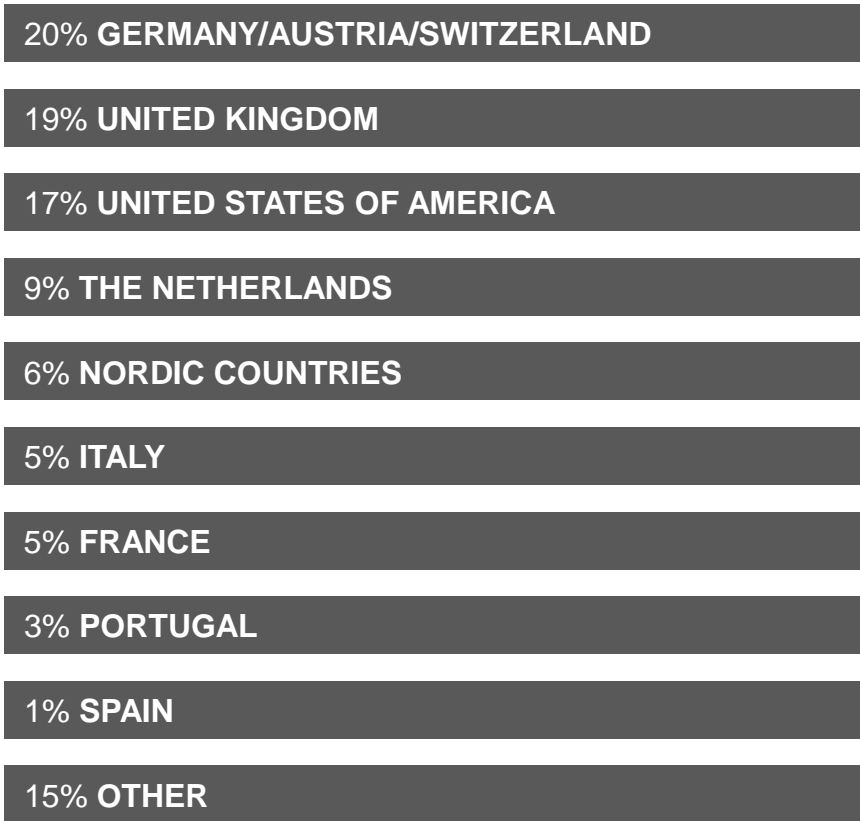 20% GERMANY/AUSTRIA/SWITZERLAND
19% UNITED KINGDOM
17% UNITED STATES OF AMERICA
9% THE NETHERLANDS
6% NORDIC COUNTRIES
5% ITALY
5% FRANCE
3% PORTUGAL
1% SPAIN
15% OTHER